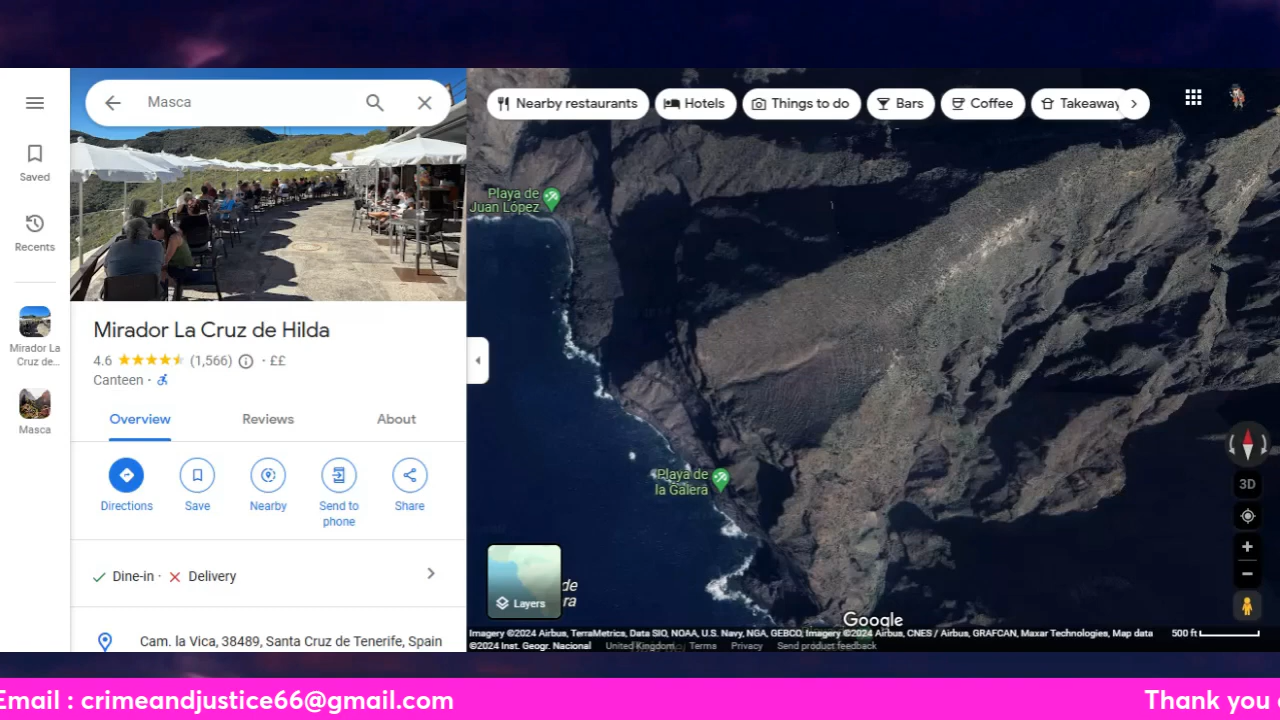 Masca
Saved
Recents
Mirador La
Cruz de...
Masca
Mirador La Cruz de Hilda
4.6 (1,566) · ££
Canteen ·
Overview Reviews About
Directions Save Nearby Send to phone Share
Dine-in · Delivery
Cam. la Vica, 38489, Santa Cruz de Tenerife, Spain
Nearby restaurants Hotels Things to do Bars Coffee Takeaway
Playa de
Juan López
Playa de
la Galera
de
ra
Layers
3D
Google
Imagery ©2024 Airbus, TerraMetrics, Data SIO, NOAA, U.S. Navy, NGA, GEBCO, Imagery ©2024 Airbus, CNES / Airbus, GRAFCAN, Maxar Technologies, Map data 500 ft
©2024 Inst. Geogr. Nacional United Kingdom Terms Privacy Send product feedback
Email : crimeandjustice66@gmail.com Thank you